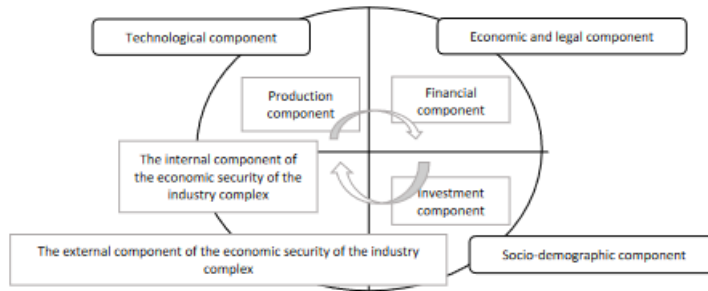 Technological component
Economic and legal component
Production
component
Financial
component
The internal component of
the economic security of the
industry complex
Investment
component
The external component of the economic security of the industry
complex
Socio-demographic component